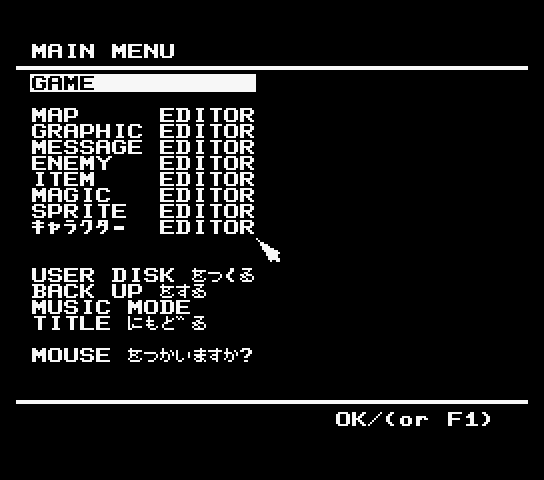 MAIN MENU
GAME
MAP EDITOR
GRAPHIC EDITOR
MESSAGE EDITOR
ENEMY EDITOR
ITEM EDITOR
MAGIC EDITOR
SPRITE EDITOR
キャラクター EDITOR
USER DISK をつくる
BACK UP をする
MUSIC MODE
TITLE にもどる
MOUSE をつかいますか?
OK/(or F1)